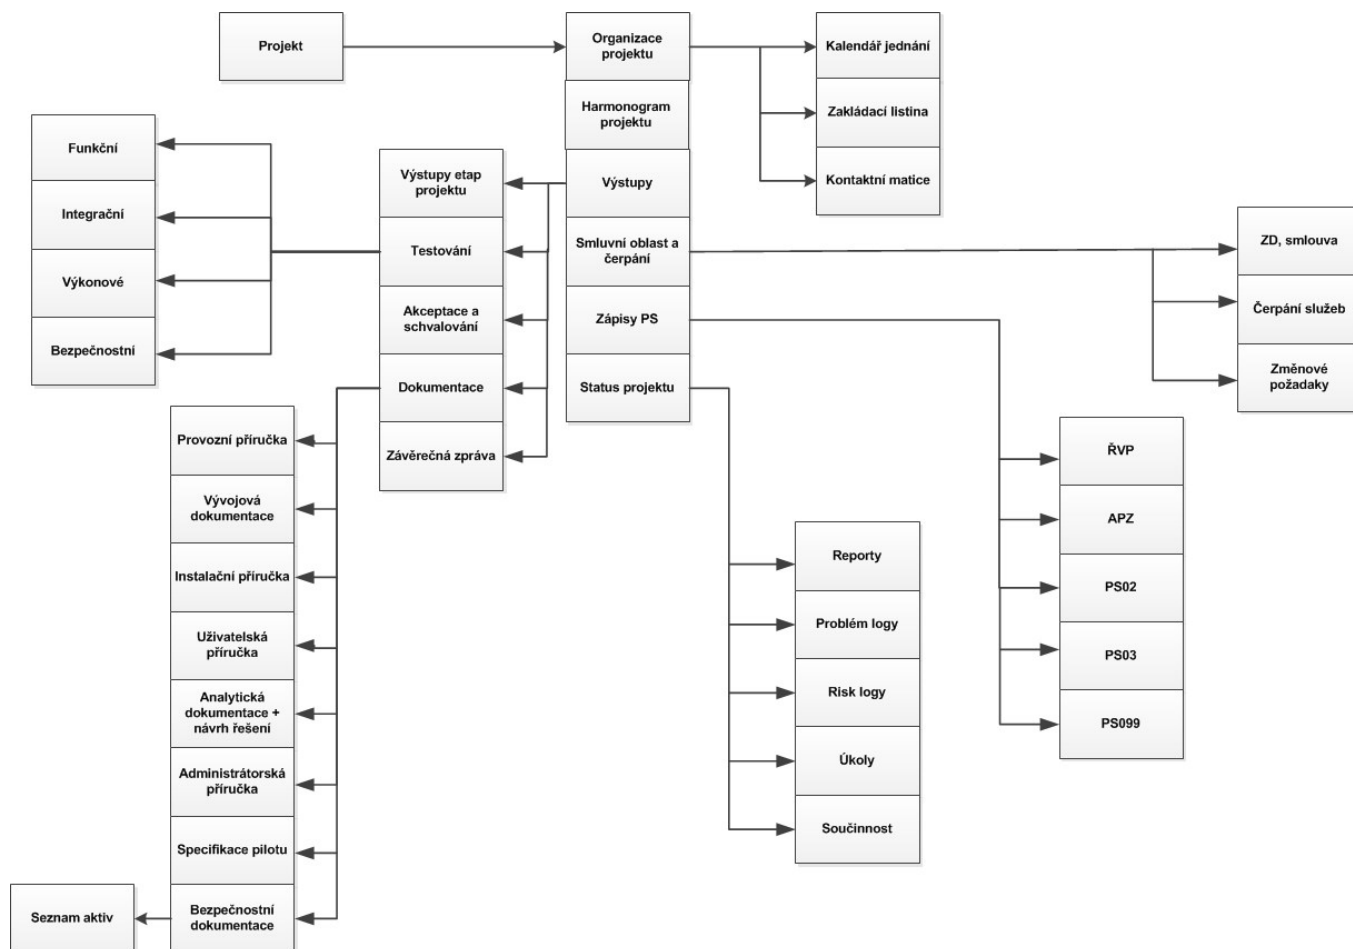 Projekt
Organizace
projektu
Harmonogram
projektu
Výstupy
Smluvní oblast a
čerpání
Zápisy PS
Status projektu
Kalendář jednání
Zakládací listina
Kontaktní matice
Výstupy etap
projektu
Testování
Akceptace a
schvalování
Dokumentace
Závěrečná zpráva
Funkční
Integrační
Výkonové
Bezpečnostní
ZD, smlouva
Čerpání služeb
Změnové
požadaky
ŘVP
APZ
PS02
PS03
PS099
Reporty
Problém logy
Risk logy
Úkoly
Součinnost
Provozní příručka
Vývojová
dokumentace
Instalační příručka
Uživatelská
příručka
Analytická
dokumentace +
návrh řešení
Administrátorská
příručka
Specifikace pilotu
Bezpečnostní
dokumentace
Seznam aktiv